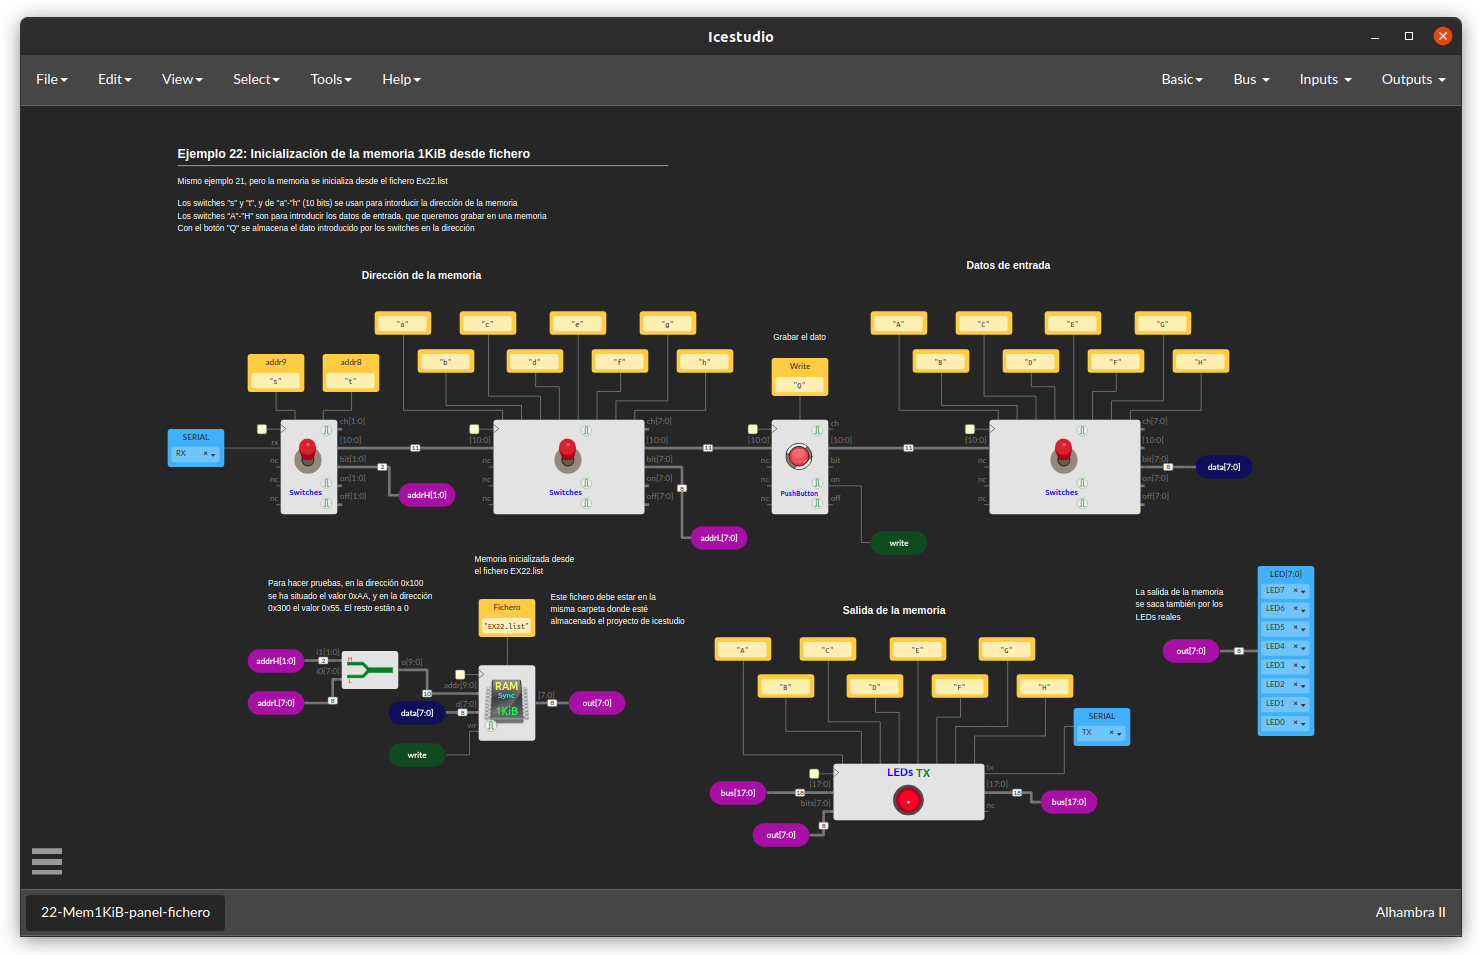 Icestudio
File Edit View Select Tools Help Basic Bus Inputs Outputs
Ejemplo 22: Inicialización de la memoria 1KiB desde fichero
Mismo ejemplo 21, pero la memoria se inicializa desde el fichero Ex22.list
Los switches "s" y "t", y de "a"-"h" (10 bits) se usan para intorducir la dirección de la memoria
Los switches "A"-"H" son para introducir los datos de entrada, que queremos grabar en una memoria
Con el botón "Q" se almacena el dato introducido por los switches en la dirección
Dirección de la memoria
Datos de entrada
"a" "c" "e" "g"
"b" "d" "f" "h"
addr9 addr8
"s" "t"
Grabar el dato
Write
"Q"
"A" "C" "E" "G"
"B" "D" "F" "H"
SERIAL
RX
rx
nc
nc
nc
ch[1:0]
[10:0]
bit[1:0]
on[1:0]
off[1:0]
Switches
11
2
addrH[1:0]
[10:0]
nc
nc
nc
ch[7:0]
[10:0]
bit[7:0]
on[7:0]
off[7:0]
Switches
11
8
addrL[7:0]
[10:0]
nc
nc
nc
ch
[10:0]
bit
on
off
PushButton
11
write
[10:0]
nc
nc
nc
ch[7:0]
[10:0]
bit[7:0]
on[7:0]
off[7:0]
Switches
8
data[7:0]
Memoria inicializada desde
el fichero EX22.list
Para hacer pruebas, en la dirección 0x100
se ha situado el valor 0xAA, y en la dirección
0x300 el valor 0x55. El resto están a 0
Fichero
"EX22.list"
Este fichero debe estar en la
misma carpeta donde esté
almacenado el proyecto de icestudio
addrH[1:0]
2
i1[1:0]
i0[7:0]
H
L
o[9:0]
addrL[7:0]
8
10
addr[9:0]
d[7:0]
wr
RAM
Sync
1KiB
[7:0]
8
out[7:0]
data[7:0]
8
write
Salida de la memoria
"A" "C" "E" "G"
"B" "D" "F" "H"
SERIAL
TX
LEDs TX
bus[17:0]
18
[17:0]
bits[7:0]
tx
[17:0]
nc
18
bus[17:0]
out[7:0]
8
La salida de la memoria
se saca también por los
LEDs reales
out[7:0]
8
LED[7:0]
LED7
LED6
LED5
LED4
LED3
LED2
LED1
LED0
22-Mem1KiB-panel-fichero
Alhambra II